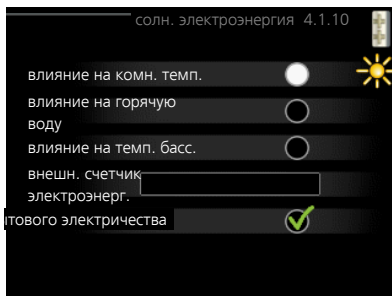 солн. электроэнергия 4.1.10
влияние на комн. темп.
влияние на горячую
воду
влияние на темп. басс.
внешн. счетчик
электроэнерг.
электричества